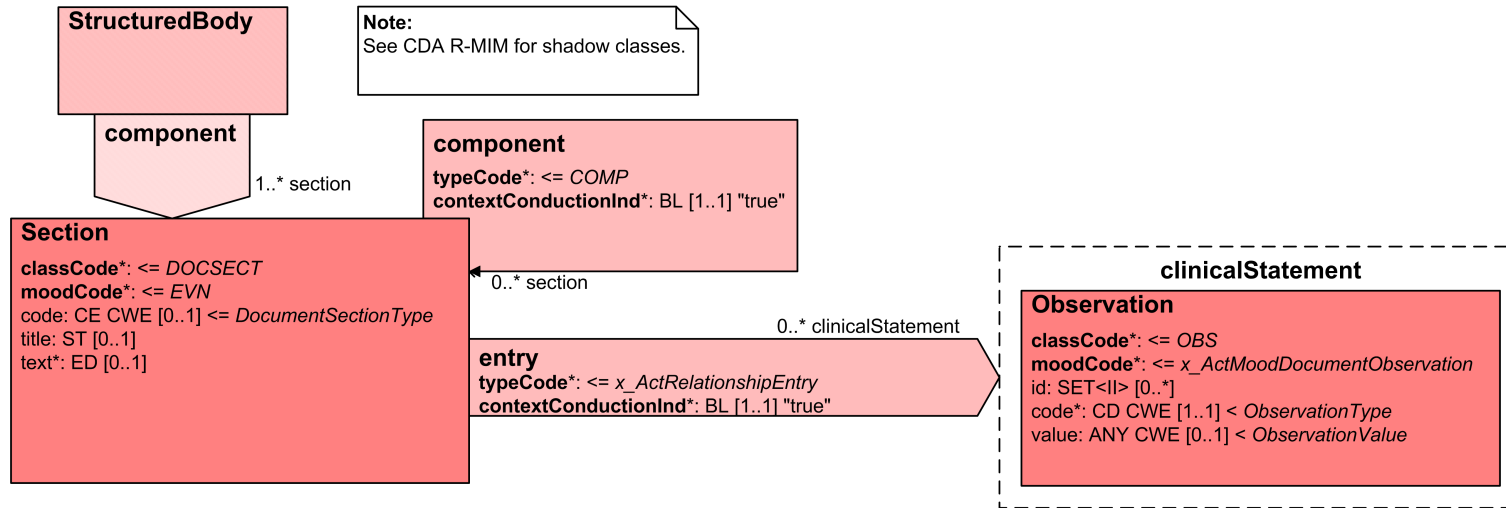 StructuredBody
Note:
See CDA R-MIM for shadow classes.
component
1..* section
component
typeCode*: <= COMP
contextConductionInd*: BL [1..1] "true"
0..* section
Section
classCode*: <= DOCSECT
moodCode*: <= EVN
code: CE CWE [0..1] <= DocumentSectionType
title: ST [0..1]
text*: ED [0..1]
0..* clinicalStatement
entry
typeCode*: <= x_ActRelationshipEntry
contextConductionInd*: BL [1..1] "true"
clinicalStatement
Observation
classCode*: <= OBS
moodCode*: <= x_ActMoodDocumentObservation
id: SET<II> [0..*]
code*: CD CWE [1..1] < ObservationType
value: ANY CWE [0..1] < ObservationValue